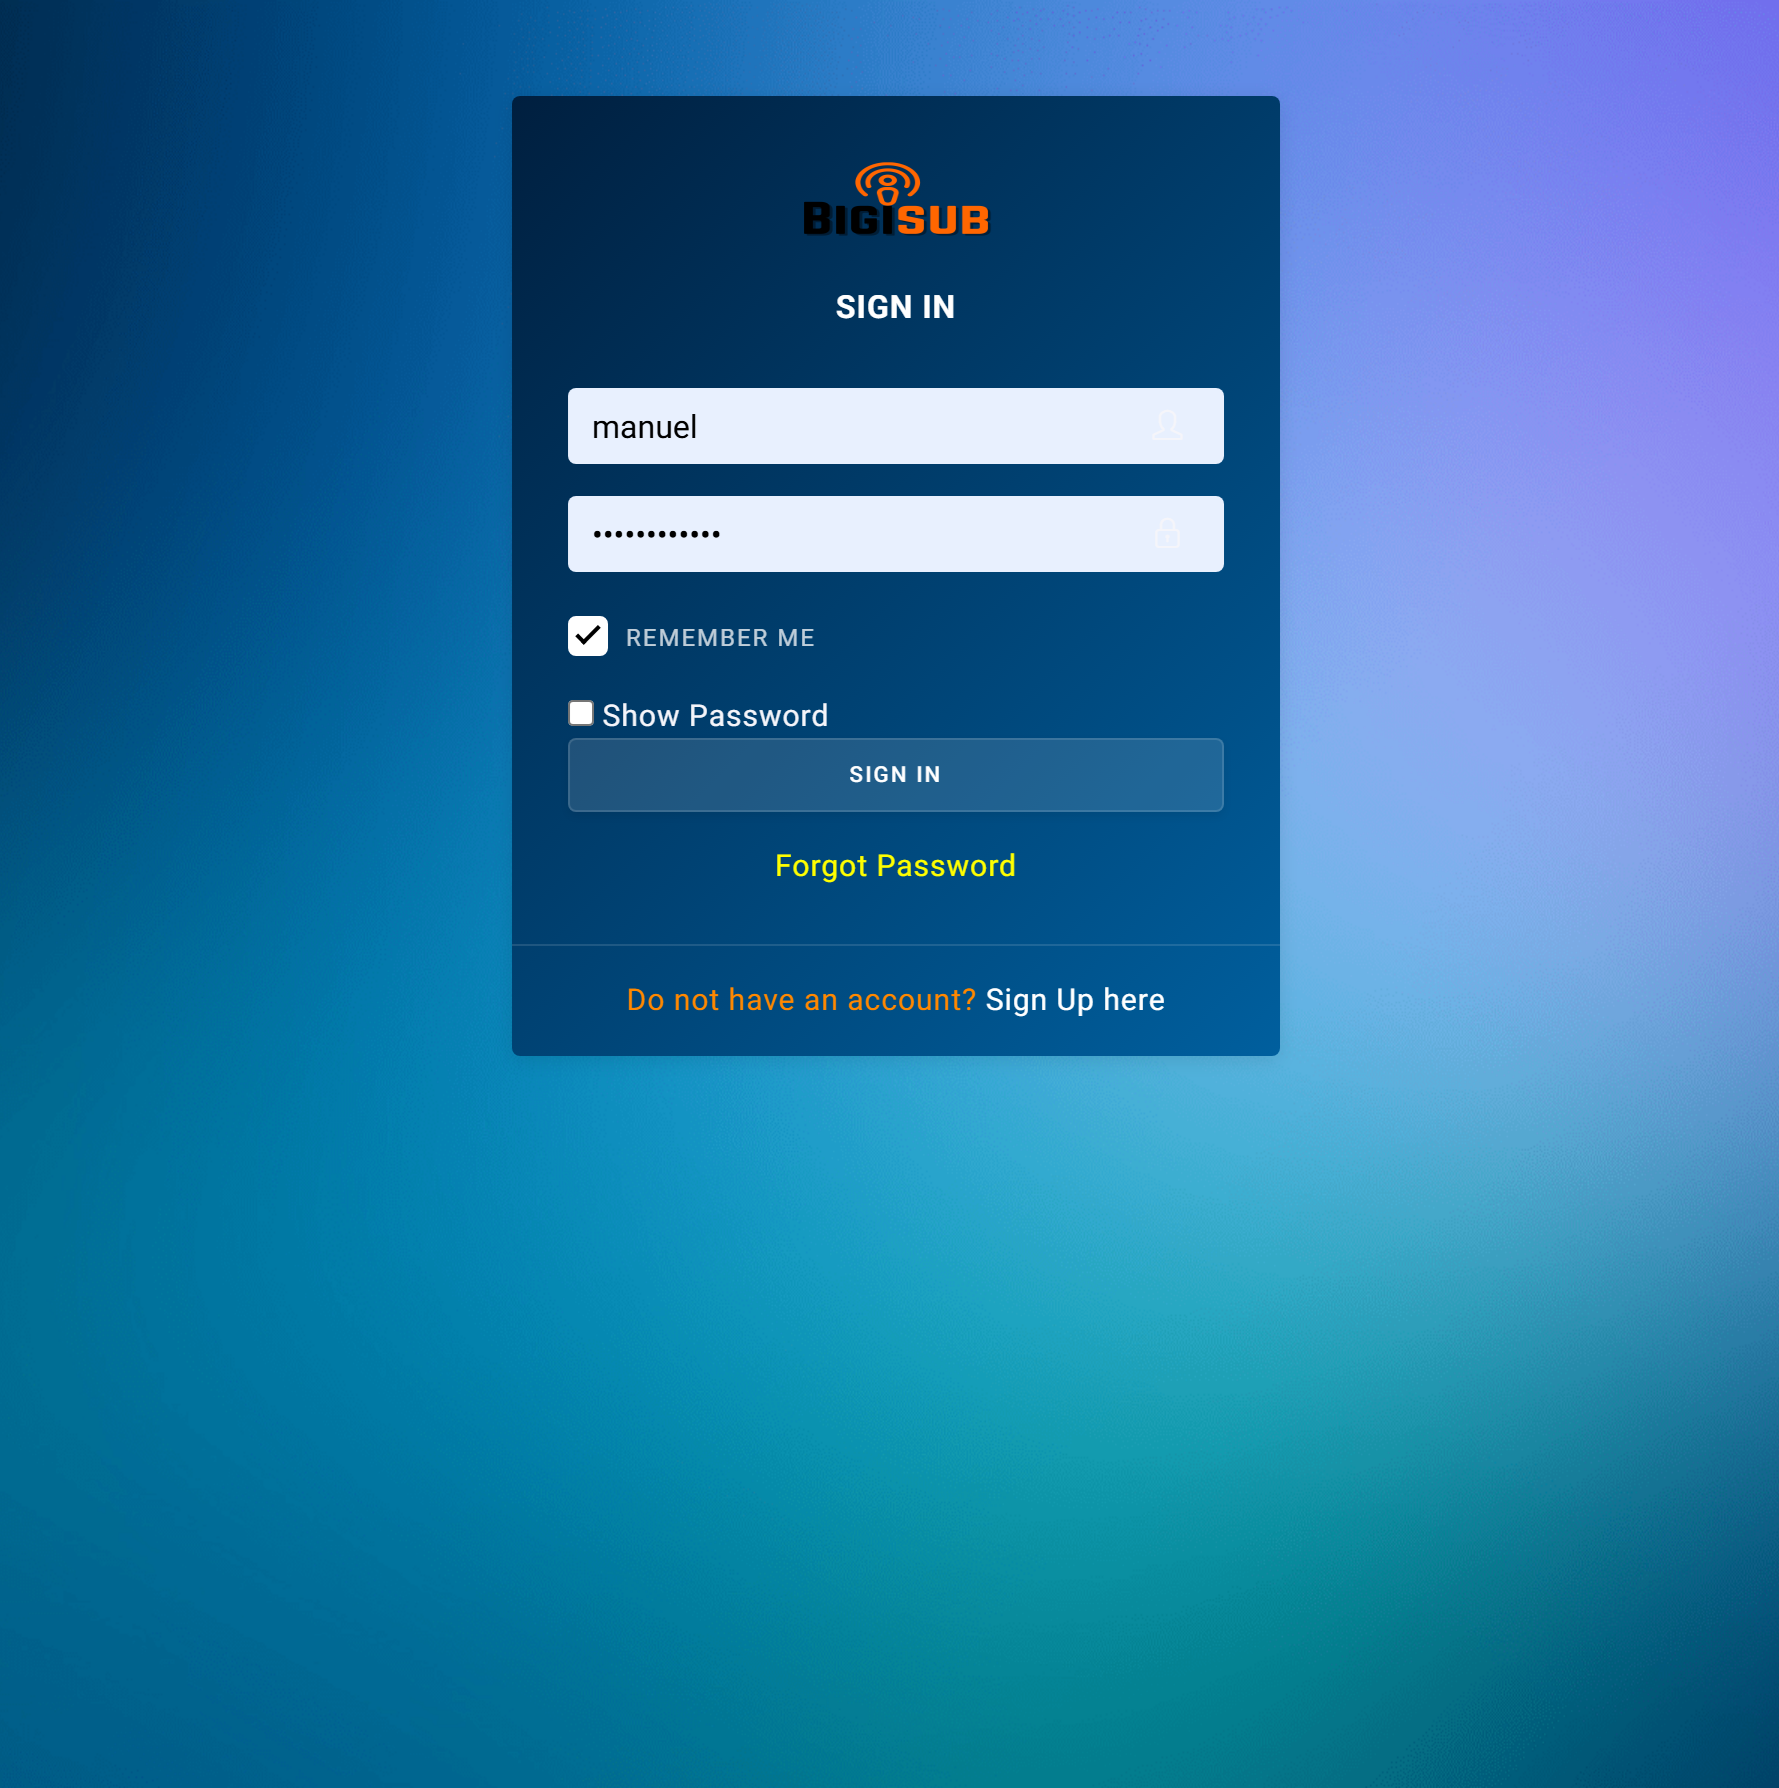 BIGISUB
SIGN IN
manuel
••••••••••••
REMEMBER ME
Show Password
SIGN IN
Forgot Password
Do not have an account? Sign Up here